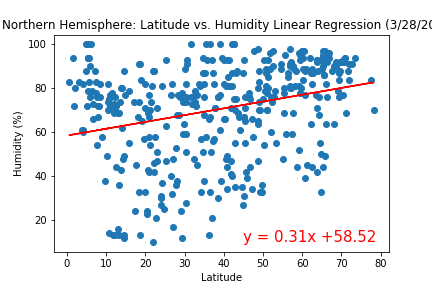 Northern Hemisphere: Latitude vs. Humidity Linear Regression (3/28/20
100
80
60
40
20
Humidity (%)
y = 0.31x +58.52
0 10 20 30 40 50 60 70 80
Latitude